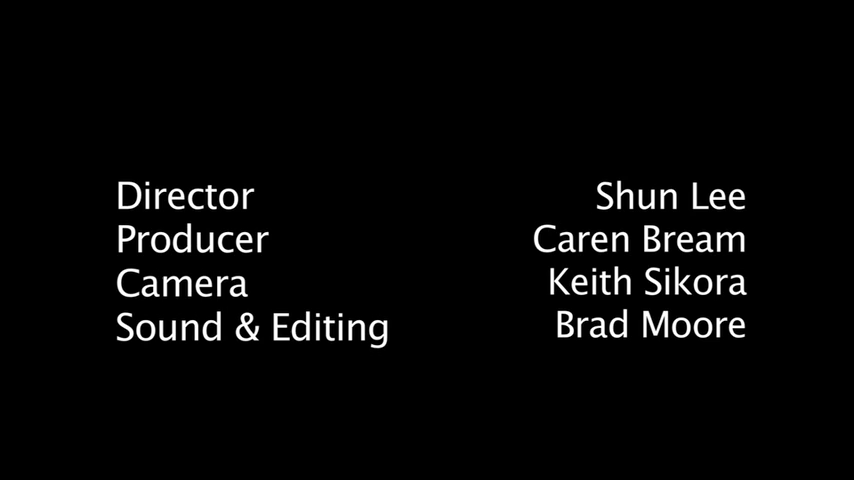 Director Shun Lee
Producer Caren Bream
Camera Keith Sikora
Sound & Editing Brad Moore